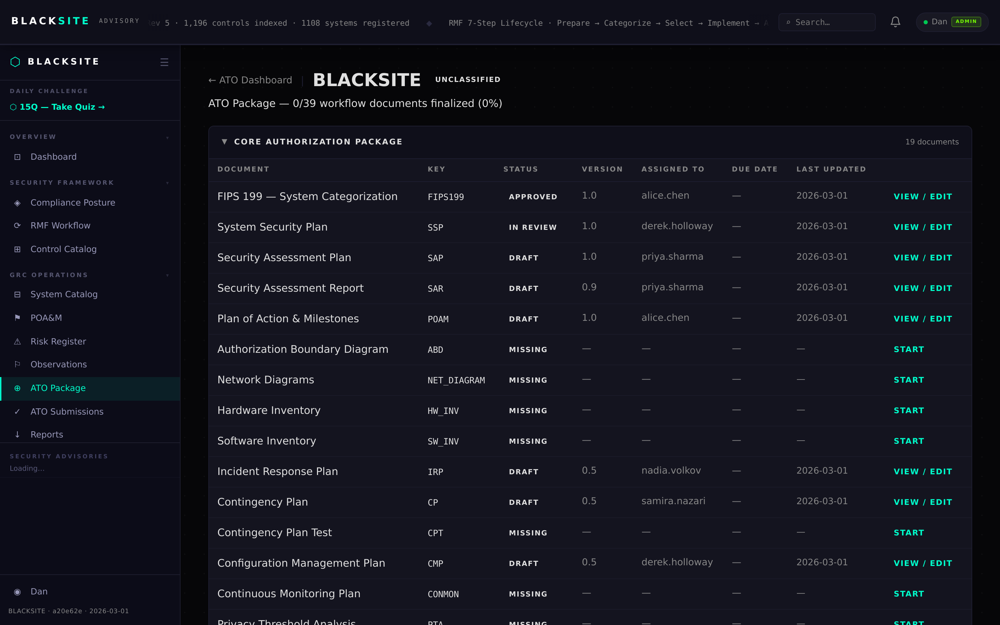 BLACKSITE ADVISORY
Rev 5 · 1,196 controls indexed · 1108 systems registered ◆ RMF 7-Step Lifecycle · Prepare → Categorize → Select → Implement → A
Search…
Dan ADMIN
BLACKSITE
DAILY CHALLENGE
15Q — Take Quiz →
OVERVIEW
Dashboard
SECURITY FRAMEWORK
Compliance Posture
RMF Workflow
Control Catalog
GRC OPERATIONS
System Catalog
POA&M
Risk Register
Observations
ATO Package
ATO Submissions
Reports
SECURITY ADVISORIES
Loading…
Dan
BLACKSITE · a20e62e · 2026-03-01
← ATO Dashboard | BLACKSITE UNCLASSIFIED
ATO Package — 0/39 workflow documents finalized (0%)
▼ CORE AUTHORIZATION PACKAGE 19 documents
DOCUMENT KEY STATUS VERSION ASSIGNED TO DUE DATE LAST UPDATED
FIPS 199 — System Categorization FIPS199 APPROVED 1.0 alice.chen — 2026-03-01 VIEW / EDIT
System Security Plan SSP IN REVIEW 1.0 derek.holloway — 2026-03-01 VIEW / EDIT
Security Assessment Plan SAP DRAFT 1.0 priya.sharma — 2026-03-01 VIEW / EDIT
Security Assessment Report SAR DRAFT 0.9 priya.sharma — 2026-03-01 VIEW / EDIT
Plan of Action & Milestones POAM DRAFT 1.0 alice.chen — 2026-03-01 VIEW / EDIT
Authorization Boundary Diagram ABD MISSING — — — — START
Network Diagrams NET_DIAGRAM MISSING — — — — START
Hardware Inventory HW_INV MISSING — — — — START
Software Inventory SW_INV MISSING — — — — START
Incident Response Plan IRP DRAFT 0.5 nadia.volkov — 2026-03-01 VIEW / EDIT
Contingency Plan CP DRAFT 0.5 samira.nazari — 2026-03-01 VIEW / EDIT
Contingency Plan Test CPT MISSING — — — — START
Configuration Management Plan CMP DRAFT 0.5 derek.holloway — 2026-03-01 VIEW / EDIT
Continuous Monitoring Plan CONMON MISSING — — — — START
Privacy Threshold Analysis PTA MISSING — — — — START